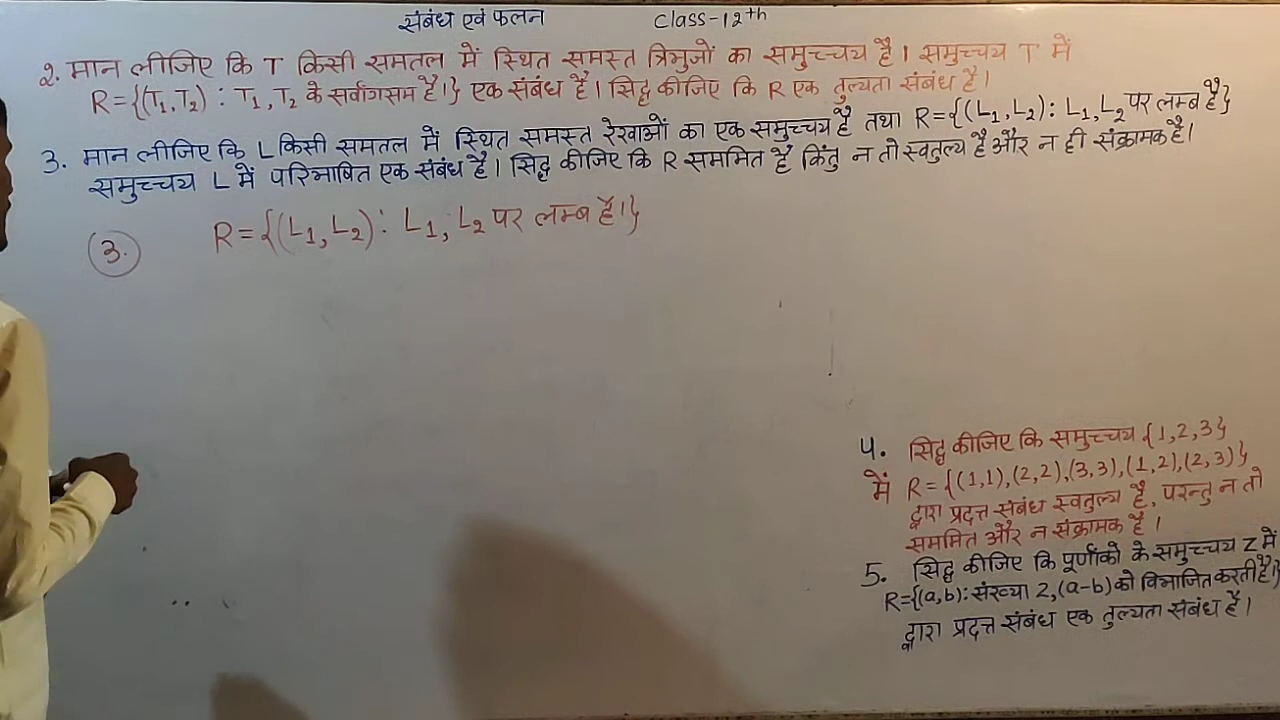 संबंध एवं फलन Class-12th
2. मान लीजिए कि T किसी समतल में स्थित समस्त त्रिभुजों का समुच्चय है। समुच्चय T में
R={(T₁,T₂) : T₁,T₂ के सर्वांगसम है।} एक संबंध है। सिद्ध कीजिए कि R एक तुल्यता संबंध है।
3. मान लीजिए कि L किसी समतल में स्थित समस्त रेखाओं का एक समुच्चय है तथा R={(L₁,L₂): L₁,L₂ पर लम्ब है}
समुच्चय L में परिभाषित एक संबंध है। सिद्ध कीजिए कि R सममित है किंतु न तो स्वतुल्य है और न ही संक्रामक है।
3. R={(L₁,L₂): L₁, L₂ पर लम्ब है।}
4. सिद्ध कीजिए कि समुच्चय {1,2,3}
में R={(1,1),(2,2),(3,3),(1,2),(2,3)}
द्वारा प्रदत्त संबंध स्वतुल्य है, परन्तु न तो
सममित और न संक्रामक है।
5. सिद्ध कीजिए कि पूर्णांको के समुच्चय Z में
R={(a,b): संख्या 2,(a-b) को विभाजित करती है}
द्वारा प्रदत्त संबंध एक तुल्यता संबंध है।